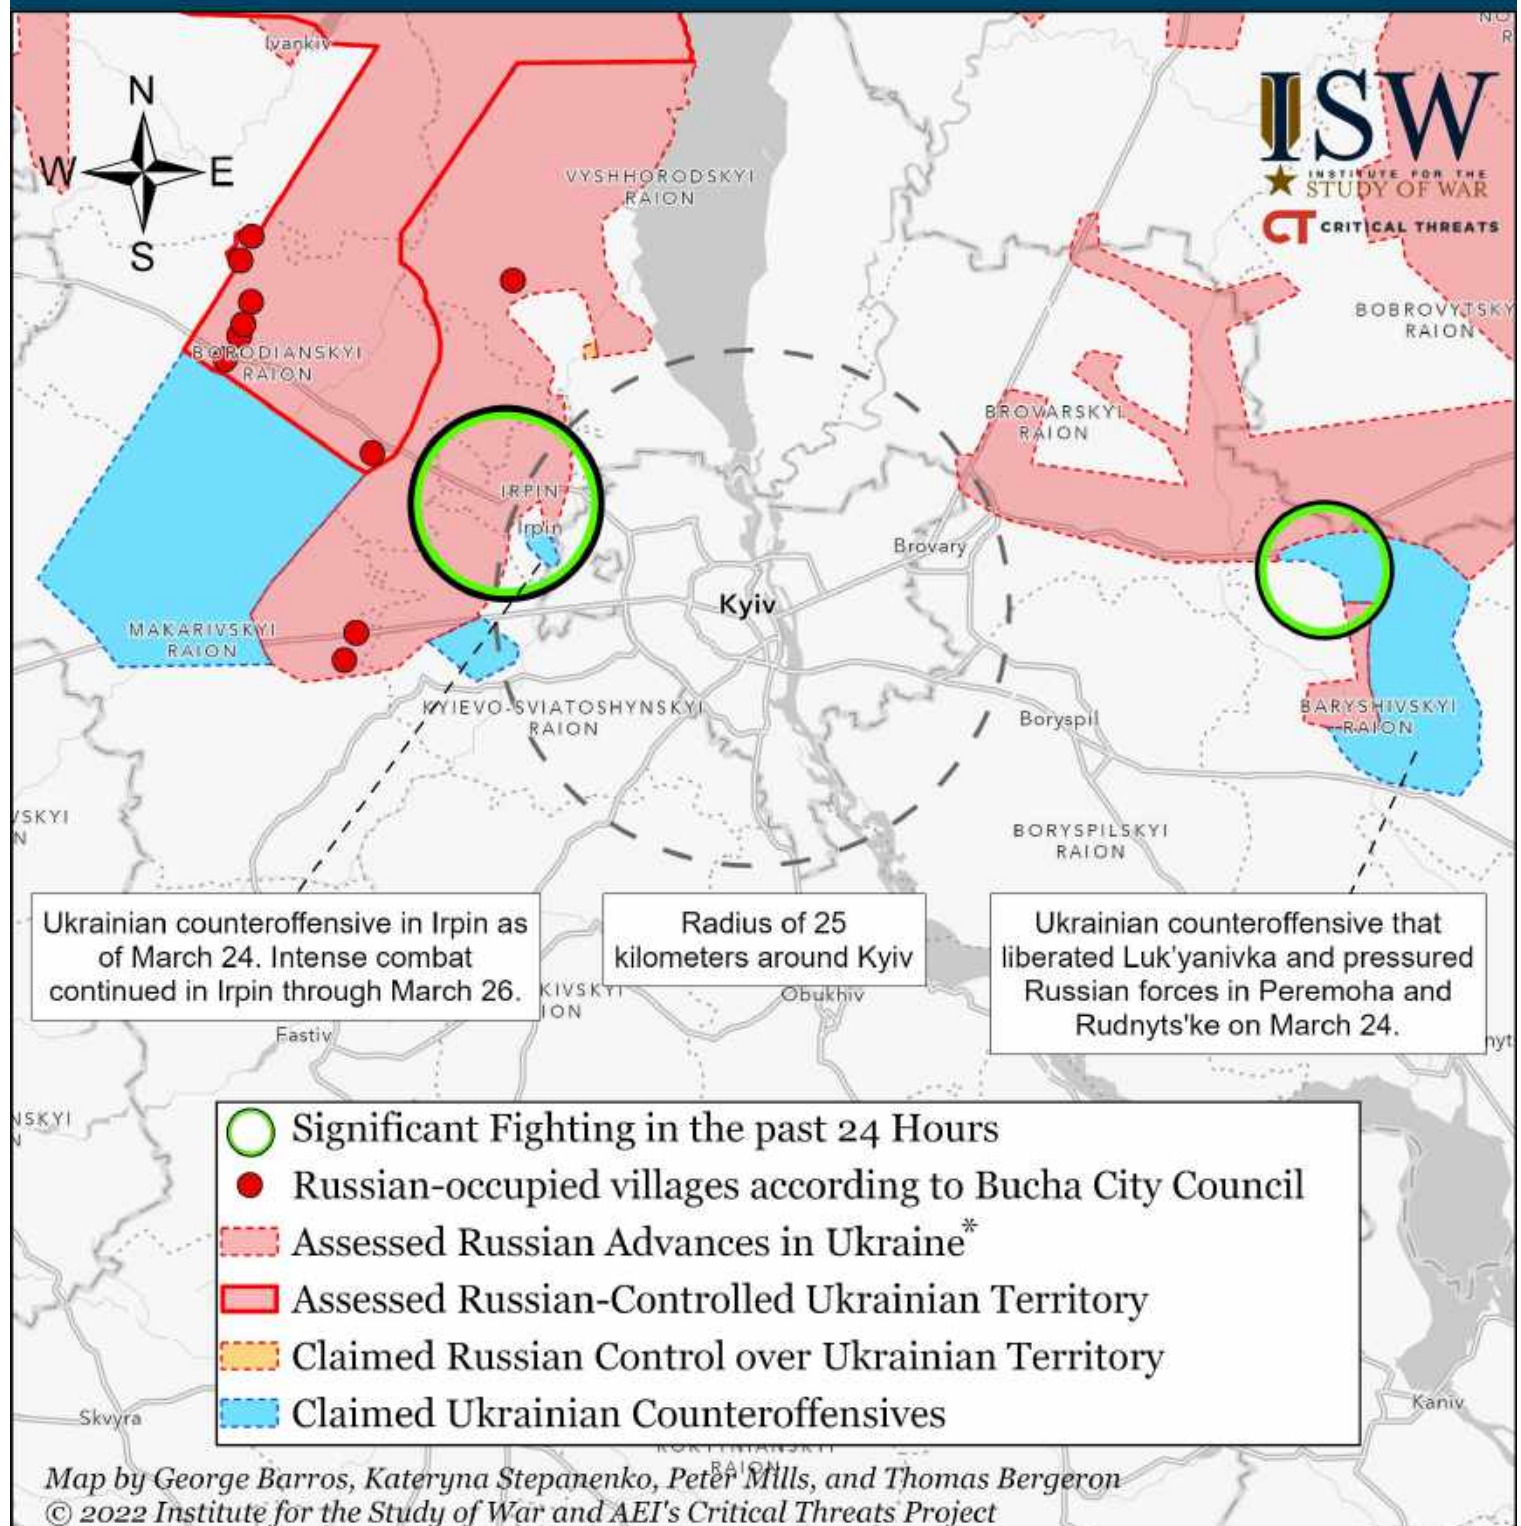 Ivankiv
N
W
E
S
ISW
INSTITUTE FOR THE
STUDY OF WAR
CT CRITICAL THREATS
VYSHHORODSKYI
RAION
BOBROVYTSKY
RAION
BORODIANSKYI
RAION
BROVARSKYI
RAION
IRPIN
Irpin
Brovary
Kyiv
MAKARIVSKYI
RAION
KYIEVO-SVIATOSHYNSKYI
RAION
Boryspil
BARYSHIVSKYI
RAION
BORYSPILSKYI
RAION
Ukrainian counteroffensive in Irpin as
of March 24. Intense combat
continued in Irpin through March 26.
Radius of 25
kilometers around Kyiv
Ukrainian counteroffensive that
liberated Luk'yanivka and pressured
Russian forces in Peremoha and
Rudnyts'ke on March 24.
Obukhiv
Fastiv
Significant Fighting in the past 24 Hours
Russian-occupied villages according to Bucha City Council
Assessed Russian Advances in Ukraine*
Assessed Russian-Controlled Ukrainian Territory
Claimed Russian Control over Ukrainian Territory
Claimed Ukrainian Counteroffensives
Skvyra
Kaniv
RAION
Map by George Barros, Kateryna Stepanenko, Peter Mills, and Thomas Bergeron
© 2022 Institute for the Study of War and AEI's Critical Threats Project